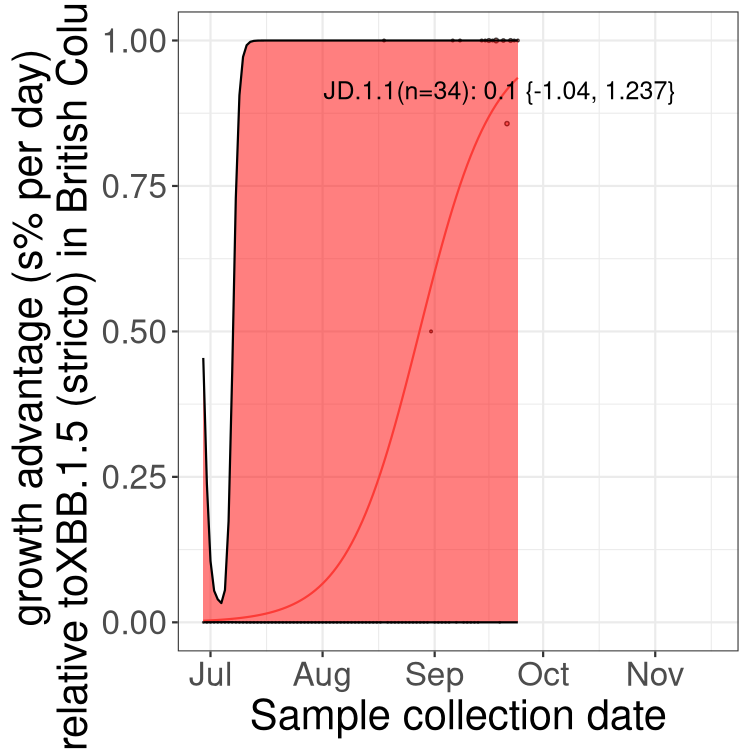 growth advantage (s% per day)
relative toXBB.1.5 (stricto) in British Colu
1.00
0.75
0.50
0.25
0.00
JD.1.1(n=34): 0.1 {-1.04, 1.237}
Jul Aug Sep Oct Nov
Sample collection date